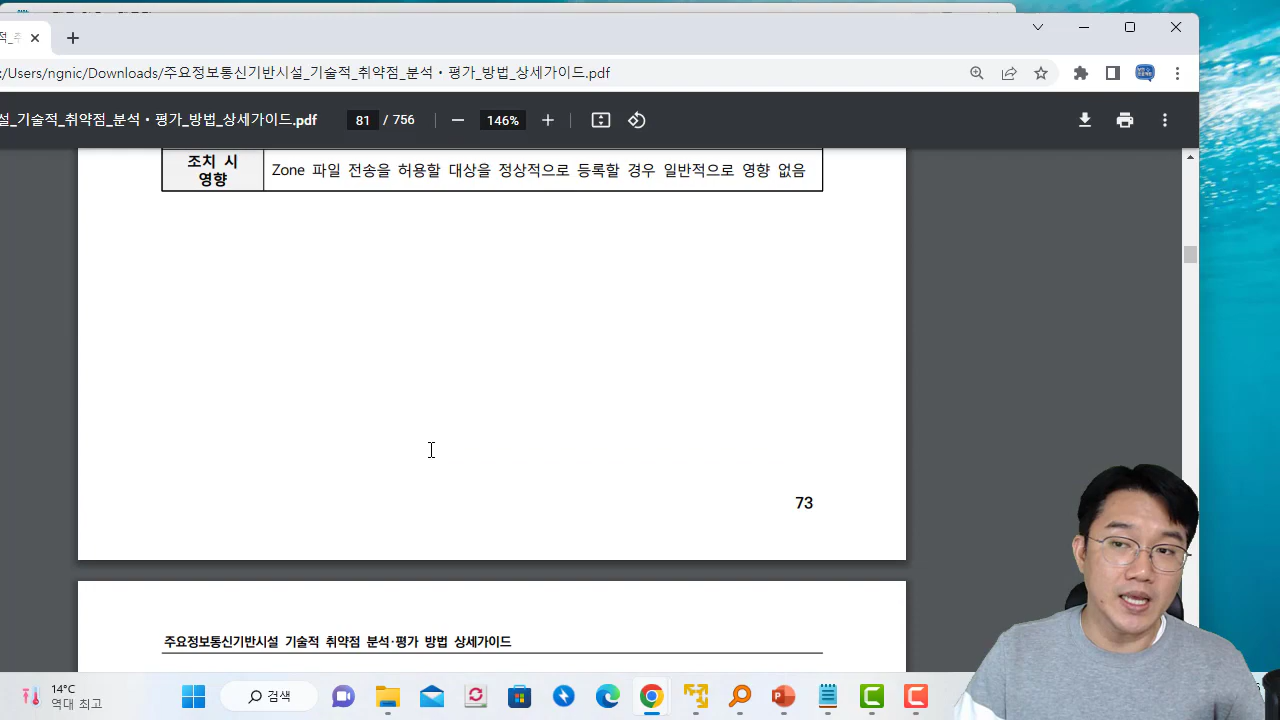 :/Users/ngnic/Downloads/주요정보통신기반시설_기술적_취약점_분석・평가_방법_상세가이드.pdf
설_기술적_취약점_분석・평가_방법_상세가이드.pdf
81 / 756
146%
조치 시
영향
Zone 파일 전송을 허용할 대상을 정상적으로 등록할 경우 일반적으로 영향 없음
73
주요정보통신기반시설 기술적 취약점 분석·평가 방법 상세가이드
14°C
역대 최고
검색